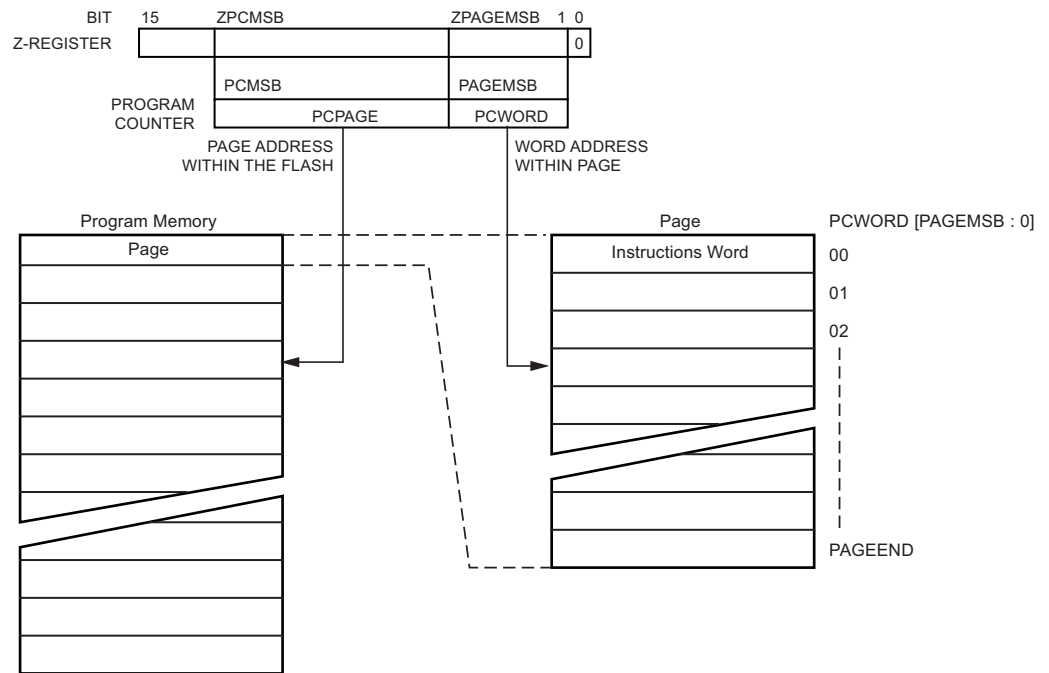 BIT 15 ZPCMSB ZPAGEMSB 1 0
Z-REGISTER 0
PCMSB PAGEMSB
PROGRAM
COUNTER
PCPAGE PCWORD
PAGE ADDRESS
WITHIN THE FLASH
WORD ADDRESS
WITHIN PAGE
Program Memory Page PCWORD [PAGEMSB : 0]
Page Instructions Word 00
01
02
PAGEEND